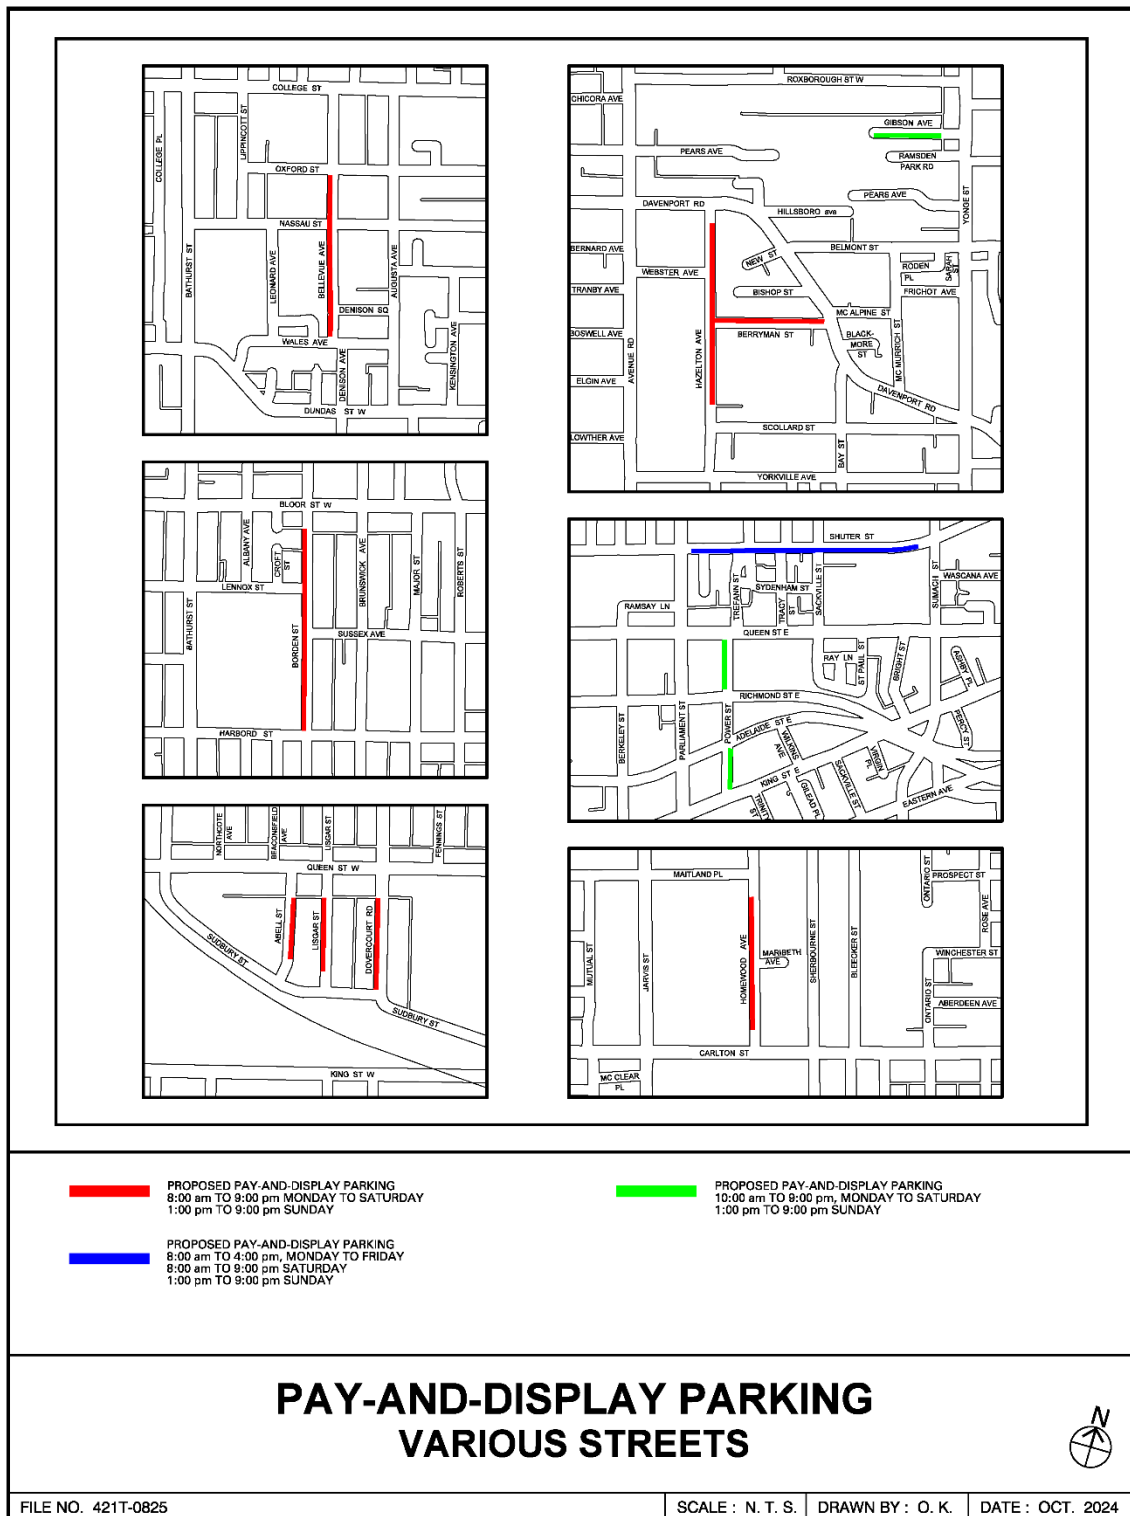 COLLEGE ST
COLLEGE PL
LIPPINCOTT ST
OXFORD ST
NASSAU ST
BATHURST ST
LEONARD AVE
BELLEVUE AVE
AUGUSTA AVE
DENISON SQ
WALES AVE
DENISON AVE
KENSINGTON AVE
DUNDAS ST W
ROXBOROUGH ST W
CHICORA AVE
GIBSON AVE
PEARS AVE
RAMSDEN
PARK RD
PEARS AVE
YONGE ST
DAVENPORT RD
HILLSBORO ave
BERNARD AVE
BELMONT ST
NEW ST
WEBSTER AVE
RODEN
PL
SARAH
ST
TRANBY AVE
BISHOP ST
FRICHOT AVE
MC ALPINE ST
BOSWELL AVE
AVENUE RD
HAZELTON AVE
BERRYMAN ST
BLACK-
MORE
ST
MC MURRICH ST
ELGIN AVE
DAVENPORT RD
LOWTHER AVE
SCOLLARD ST
BAY ST
YORKVILLE AVE
BLOOR ST W
ALBANY AVE
CROFT
ST
LENNOX ST
BRUNSWICK AVE
MAJOR ST
ROBERTS ST
BATHURST ST
BORDEN ST
SUSSEX AVE
HARBORD ST
SHUTER ST
TREFANN ST
SYDENHAM ST
TRACY
ST
SACKVILLE ST
SUMACH ST
WASCANA AVE
RAMSAY LN
QUEEN ST E
RAY LN
ST PAUL ST
BRIGHT ST
ASHBY PL
RICHMOND ST E
BERKELEY ST
PARLIAMENT ST
POWER ST
ADELAIDE ST E
WILKINS
AVE
PERCY ST
VIRGIN
PL
KING ST E
SACKVILLE ST
GILEAD PL
TRINITY
ST
EASTERN AVE
NORTHCOTE
AVE
BEACONSFIELD
AVE
LISGAR ST
FENNINGS ST
QUEEN ST W
ABELL ST
LISGAR ST
DOVERCOURT RD
SUDBURY ST
SUDBURY ST
KING ST W
MAITLAND PL
ONTARIO ST
PROSPECT ST
ROSE AVE
MUTUAL ST
JARVIS ST
HOMEWOOD AVE
MARIBETH
AVE
SHERBOURNE ST
BLEECKER ST
WINCHESTER ST
ONTARIO ST
ABERDEEN AVE
CARLTON ST
MC CLEAR
PL
PROPOSED PAY-AND-DISPLAY PARKING
8:00 am TO 9:00 pm MONDAY TO SATURDAY
1:00 pm TO 9:00 pm SUNDAY
PROPOSED PAY-AND-DISPLAY PARKING
10:00 am TO 9:00 pm, MONDAY TO SATURDAY
1:00 pm TO 9:00 pm SUNDAY
PROPOSED PAY-AND-DISPLAY PARKING
8:00 am TO 4:00 pm, MONDAY TO FRIDAY
8:00 am TO 9:00 pm SATURDAY
1:00 pm TO 9:00 pm SUNDAY
PAY-AND-DISPLAY PARKING
VARIOUS STREETS
N
FILE NO. 421T-0825
SCALE : N. T. S.
DRAWN BY : O. K.
DATE : OCT. 2024